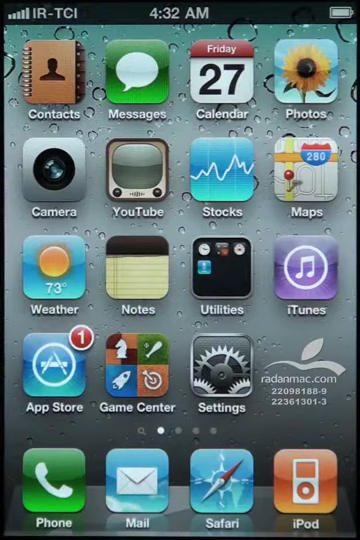 IR-TCI 4:32 AM
Contacts Messages Friday 27 Calendar Photos
Camera YouTube Stocks 280 Maps
73° Weather Notes Utilities iTunes
1 App Store Game Center Settings
radanmac.com
22098188-9
22361301-3
Phone Mail Safari iPod